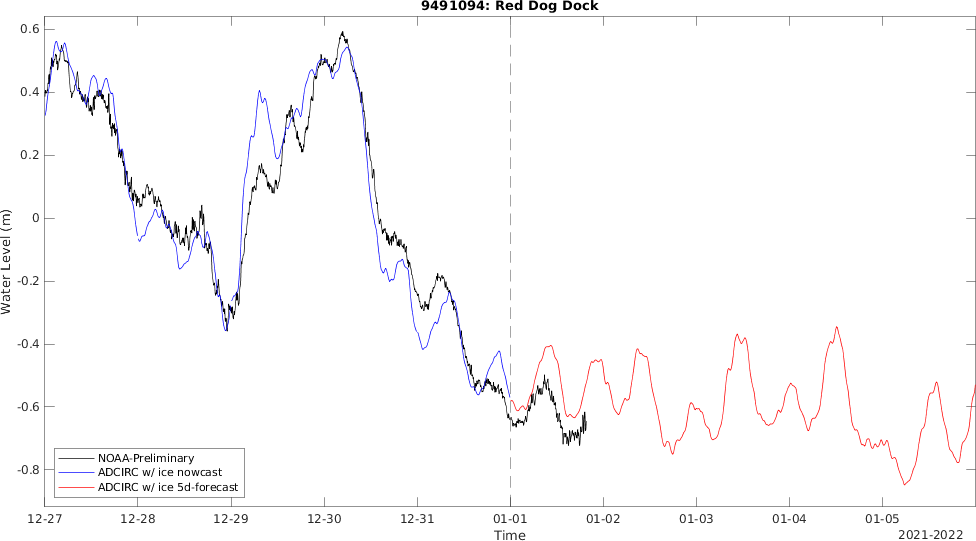 9491094: Red Dog Dock
0.6
0.4
0.2
0
-0.2
-0.4
-0.6
-0.8
Water Level (m)
NOAA-Preliminary
ADCIRC w/ ice nowcast
ADCIRC w/ ice 5d-forecast
12-27 12-28 12-29 12-30 12-31 01-01 01-02 01-03 01-04 01-05
Time
2021-2022